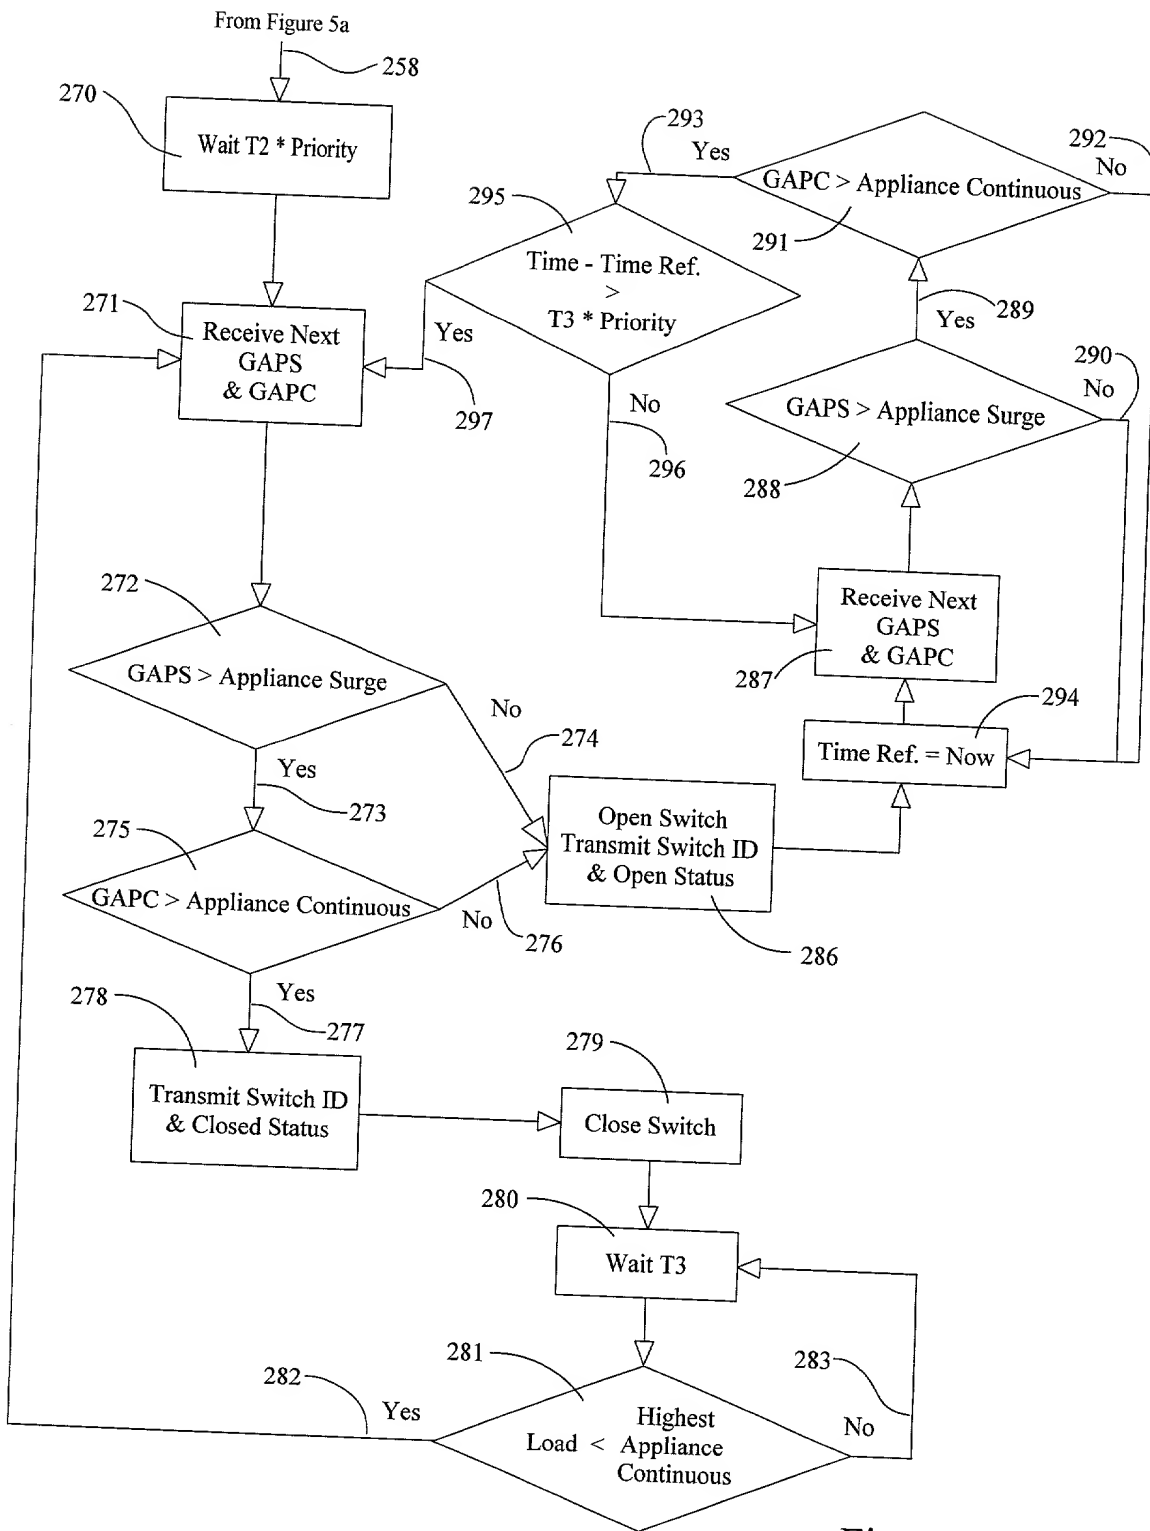 From Figure 5a
258
270
Wait T2 * Priority
293
Yes
292
No
GAPC > Appliance Continuous
291
295
Time - Time Ref.
>
T3 * Priority
271
Receive Next
GAPS
& GAPC
Yes
297
No
296
289
Yes
290
No
GAPS > Appliance Surge
288
Receive Next
GAPS
& GAPC
287
294
Time Ref. = Now
272
GAPS > Appliance Surge
No
274
Yes
273
275
GAPC > Appliance Continuous
No
276
Open Switch
Transmit Switch ID
& Open Status
286
Yes
277
278
Transmit Switch ID
& Closed Status
279
Close Switch
280
Wait T3
281
282
Yes
283
No
Highest
Load < Appliance
Continuous